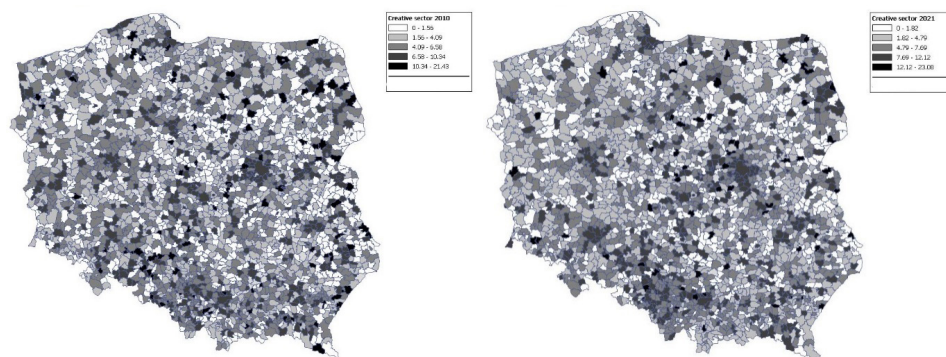 Creative sector 2010
0 - 1.56
1.56 - 4.09
4.09 - 6.58
6.58 - 10.34
10.34 - 21.43
Creative sector 2021
0 - 1.82
1.82 - 4.79
4.79 - 7.69
7.69 - 12.12
12.12 - 23.08